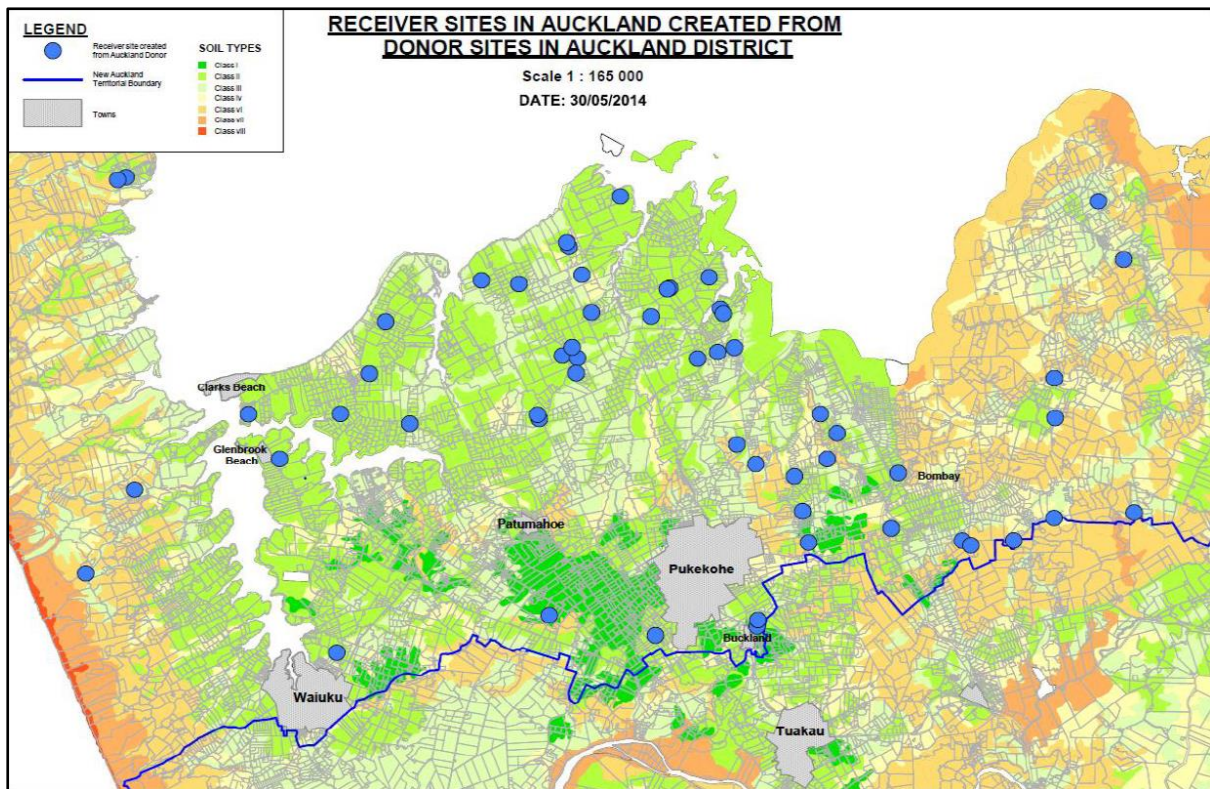 RECEIVER SITES IN AUCKLAND CREATED FROM
DONOR SITES IN AUCKLAND DISTRICT
Scale 1 : 165 000
DATE: 30/05/2014
LEGEND
Receiver site created
from Auckland Donor
New Auckland
Territorial Boundary
Towns
SOIL TYPES
Class I
Class II
Class III
Class Iv
Class vI
Class vII
Class vIII
Clarks Beach
Glenbrook
Beach
Bombay
Patumahoe
Pukekohe
Buckland
Waiuku
Tuakau